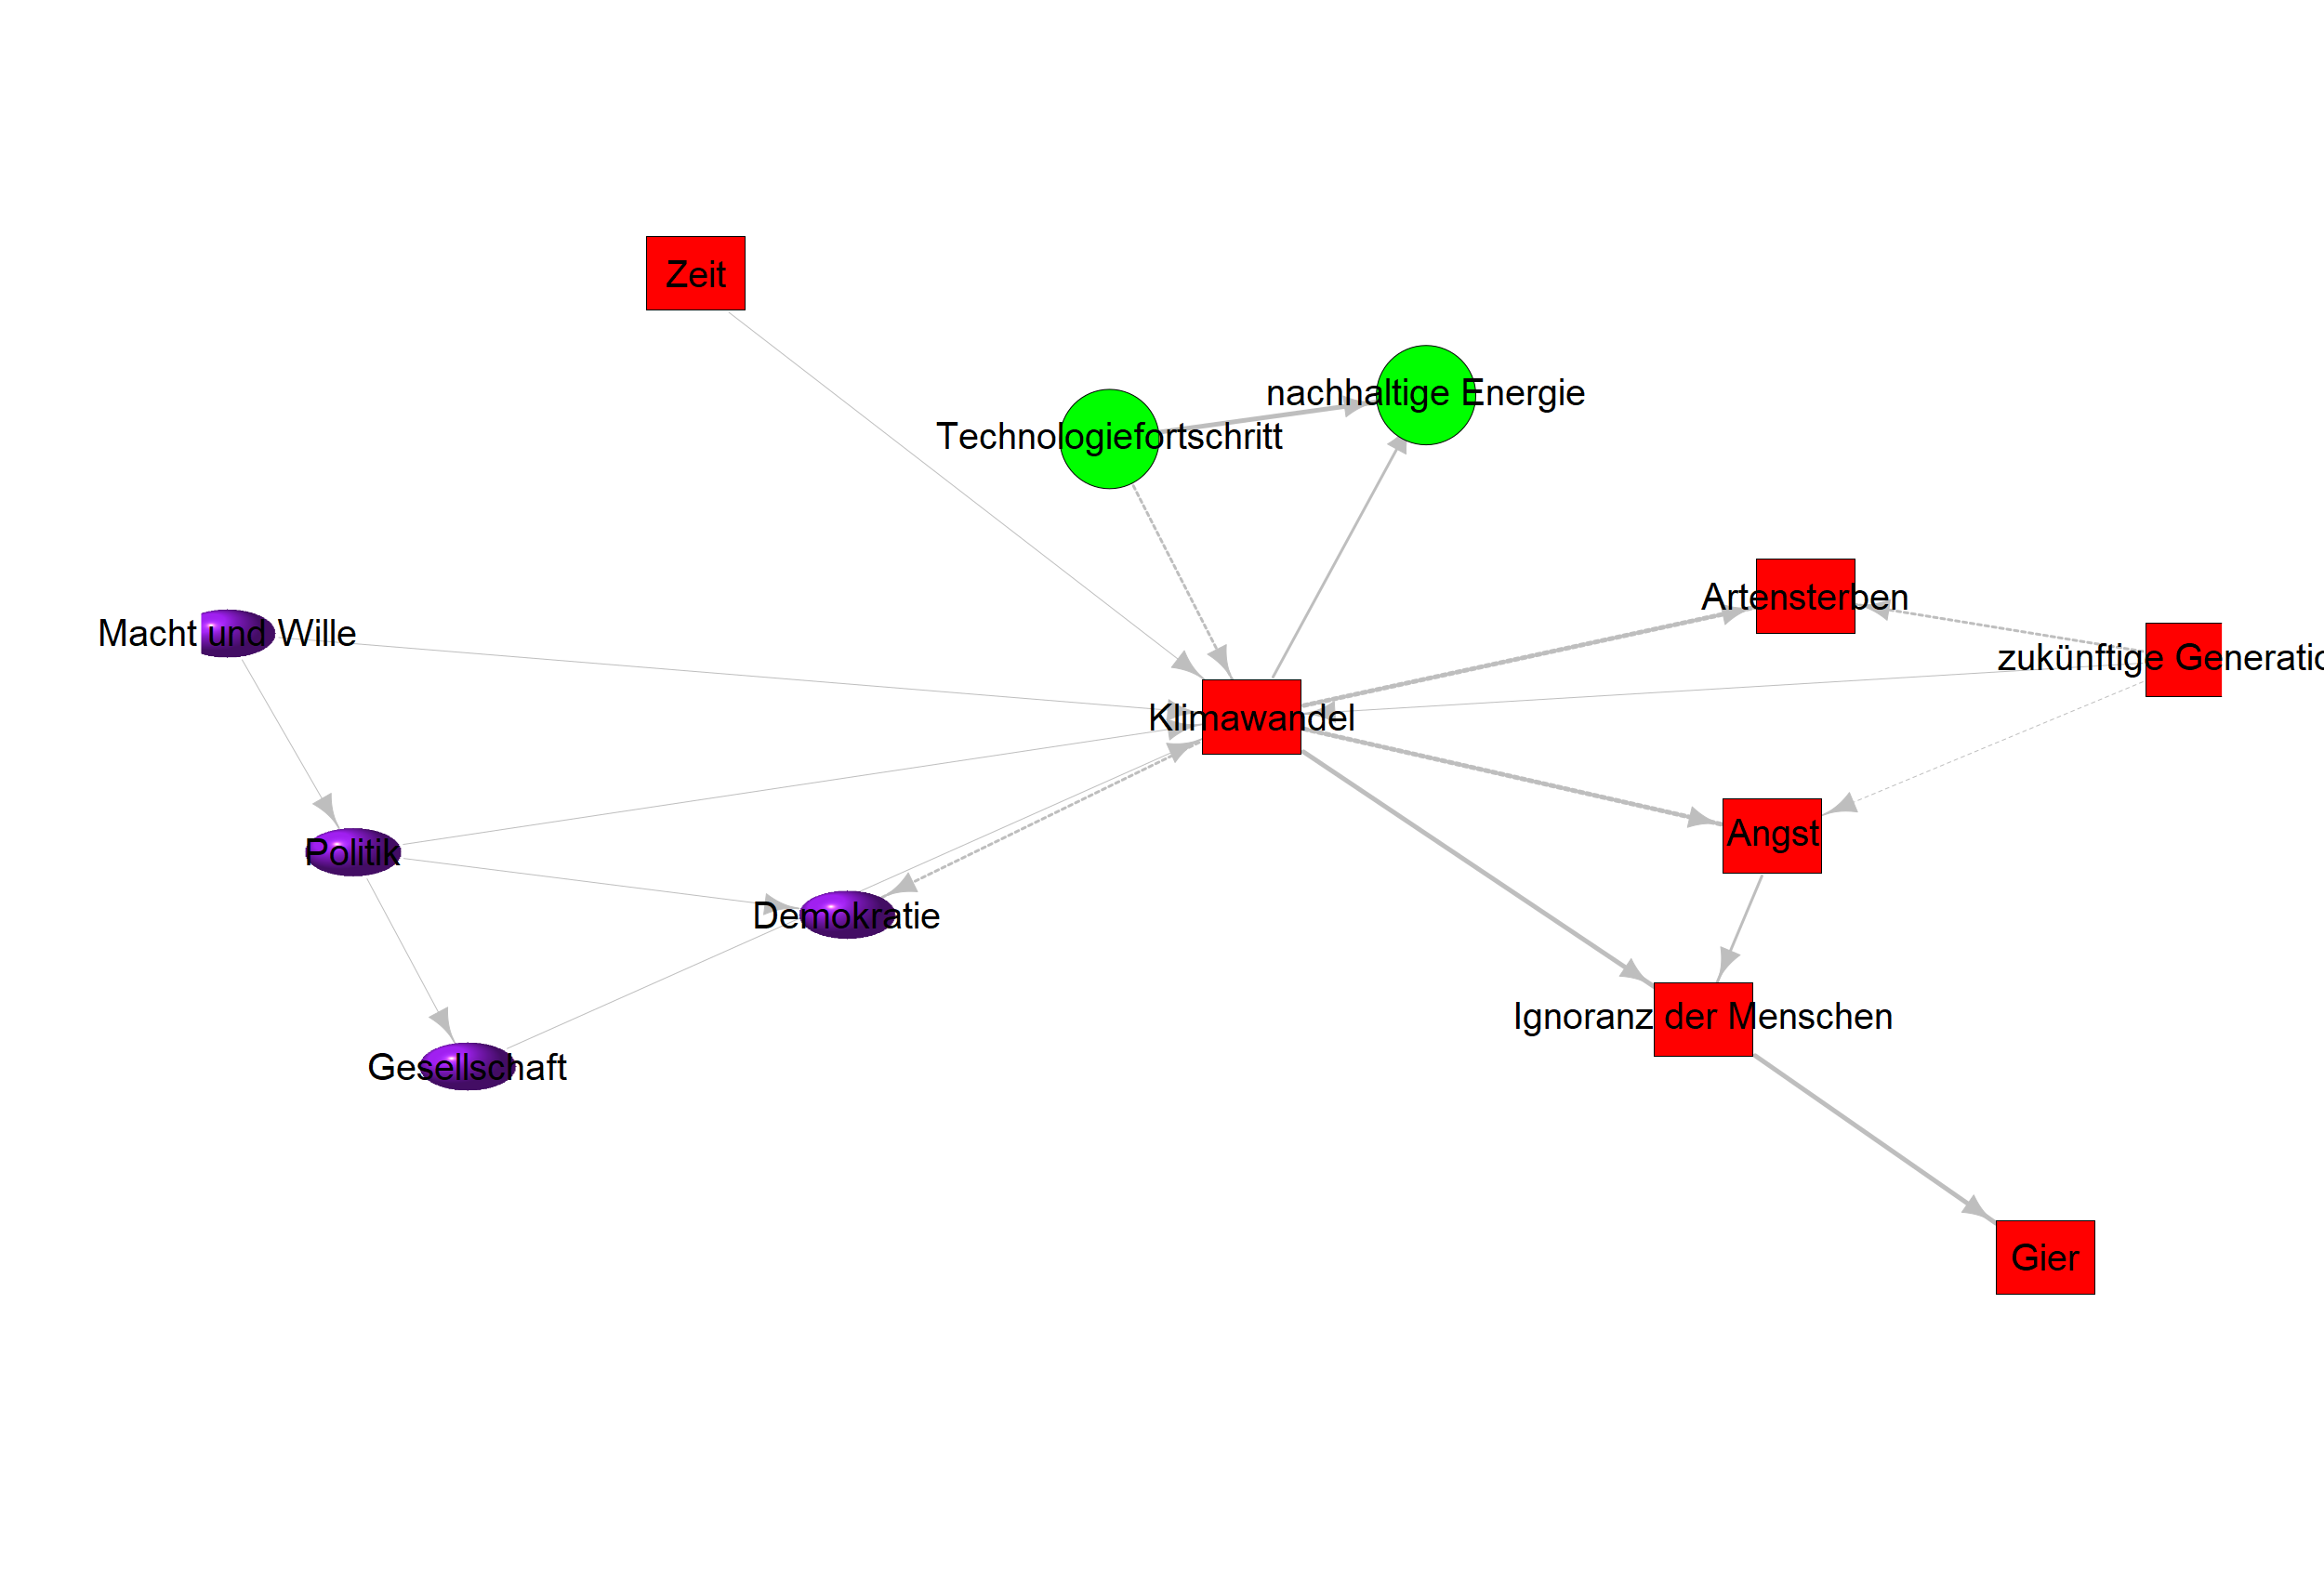 Zeit
nachhaltige Energie
Technologiefortschritt
Artensterben
Macht und Wille
zukünftige Generatio
Klimawandel
Angst
Politik
Demokratie
Ignoranz der Menschen
Gesellschaft
Gier